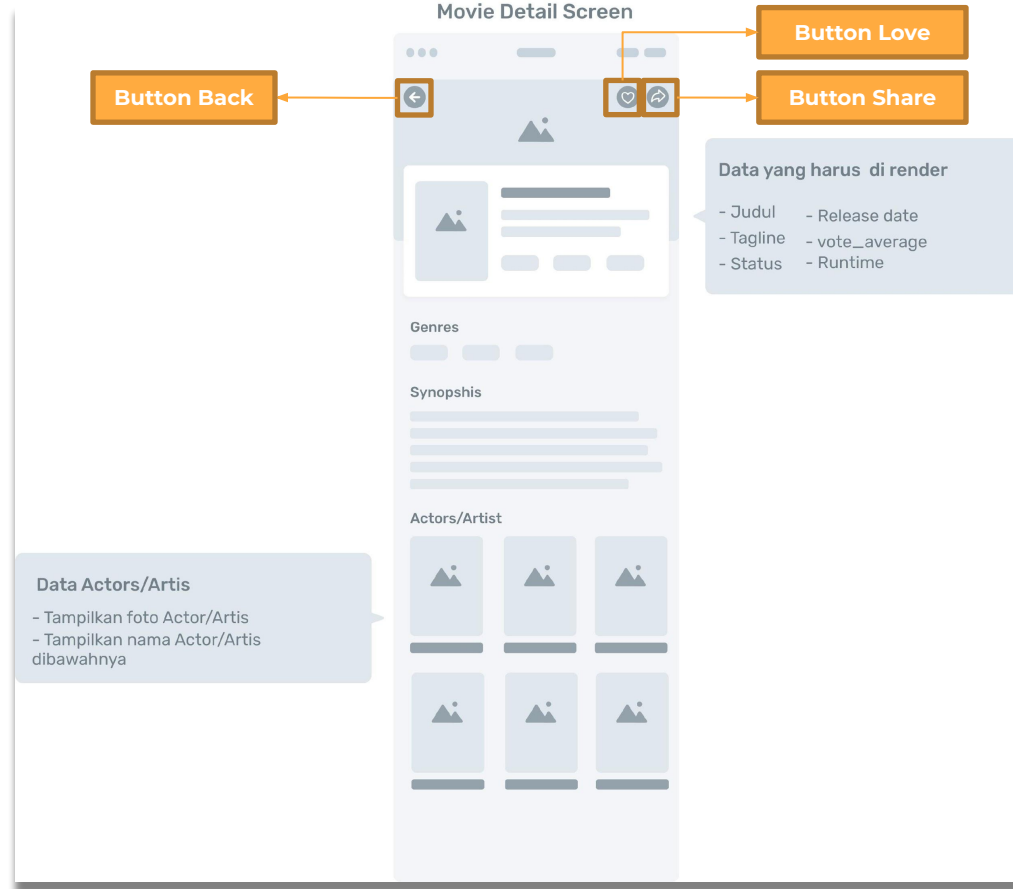 Movie Detail Screen
Button Love
Button Back
Button Share
Data yang harus di render
- Judul
- Tagline
- Status
- Release date
- vote_average
- Runtime
Genres
Synopshis
Actors/Artist
Data Actors/Artis
- Tampilkan foto Actor/Artis
- Tampilkan nama Actor/Artis
dibawahnya